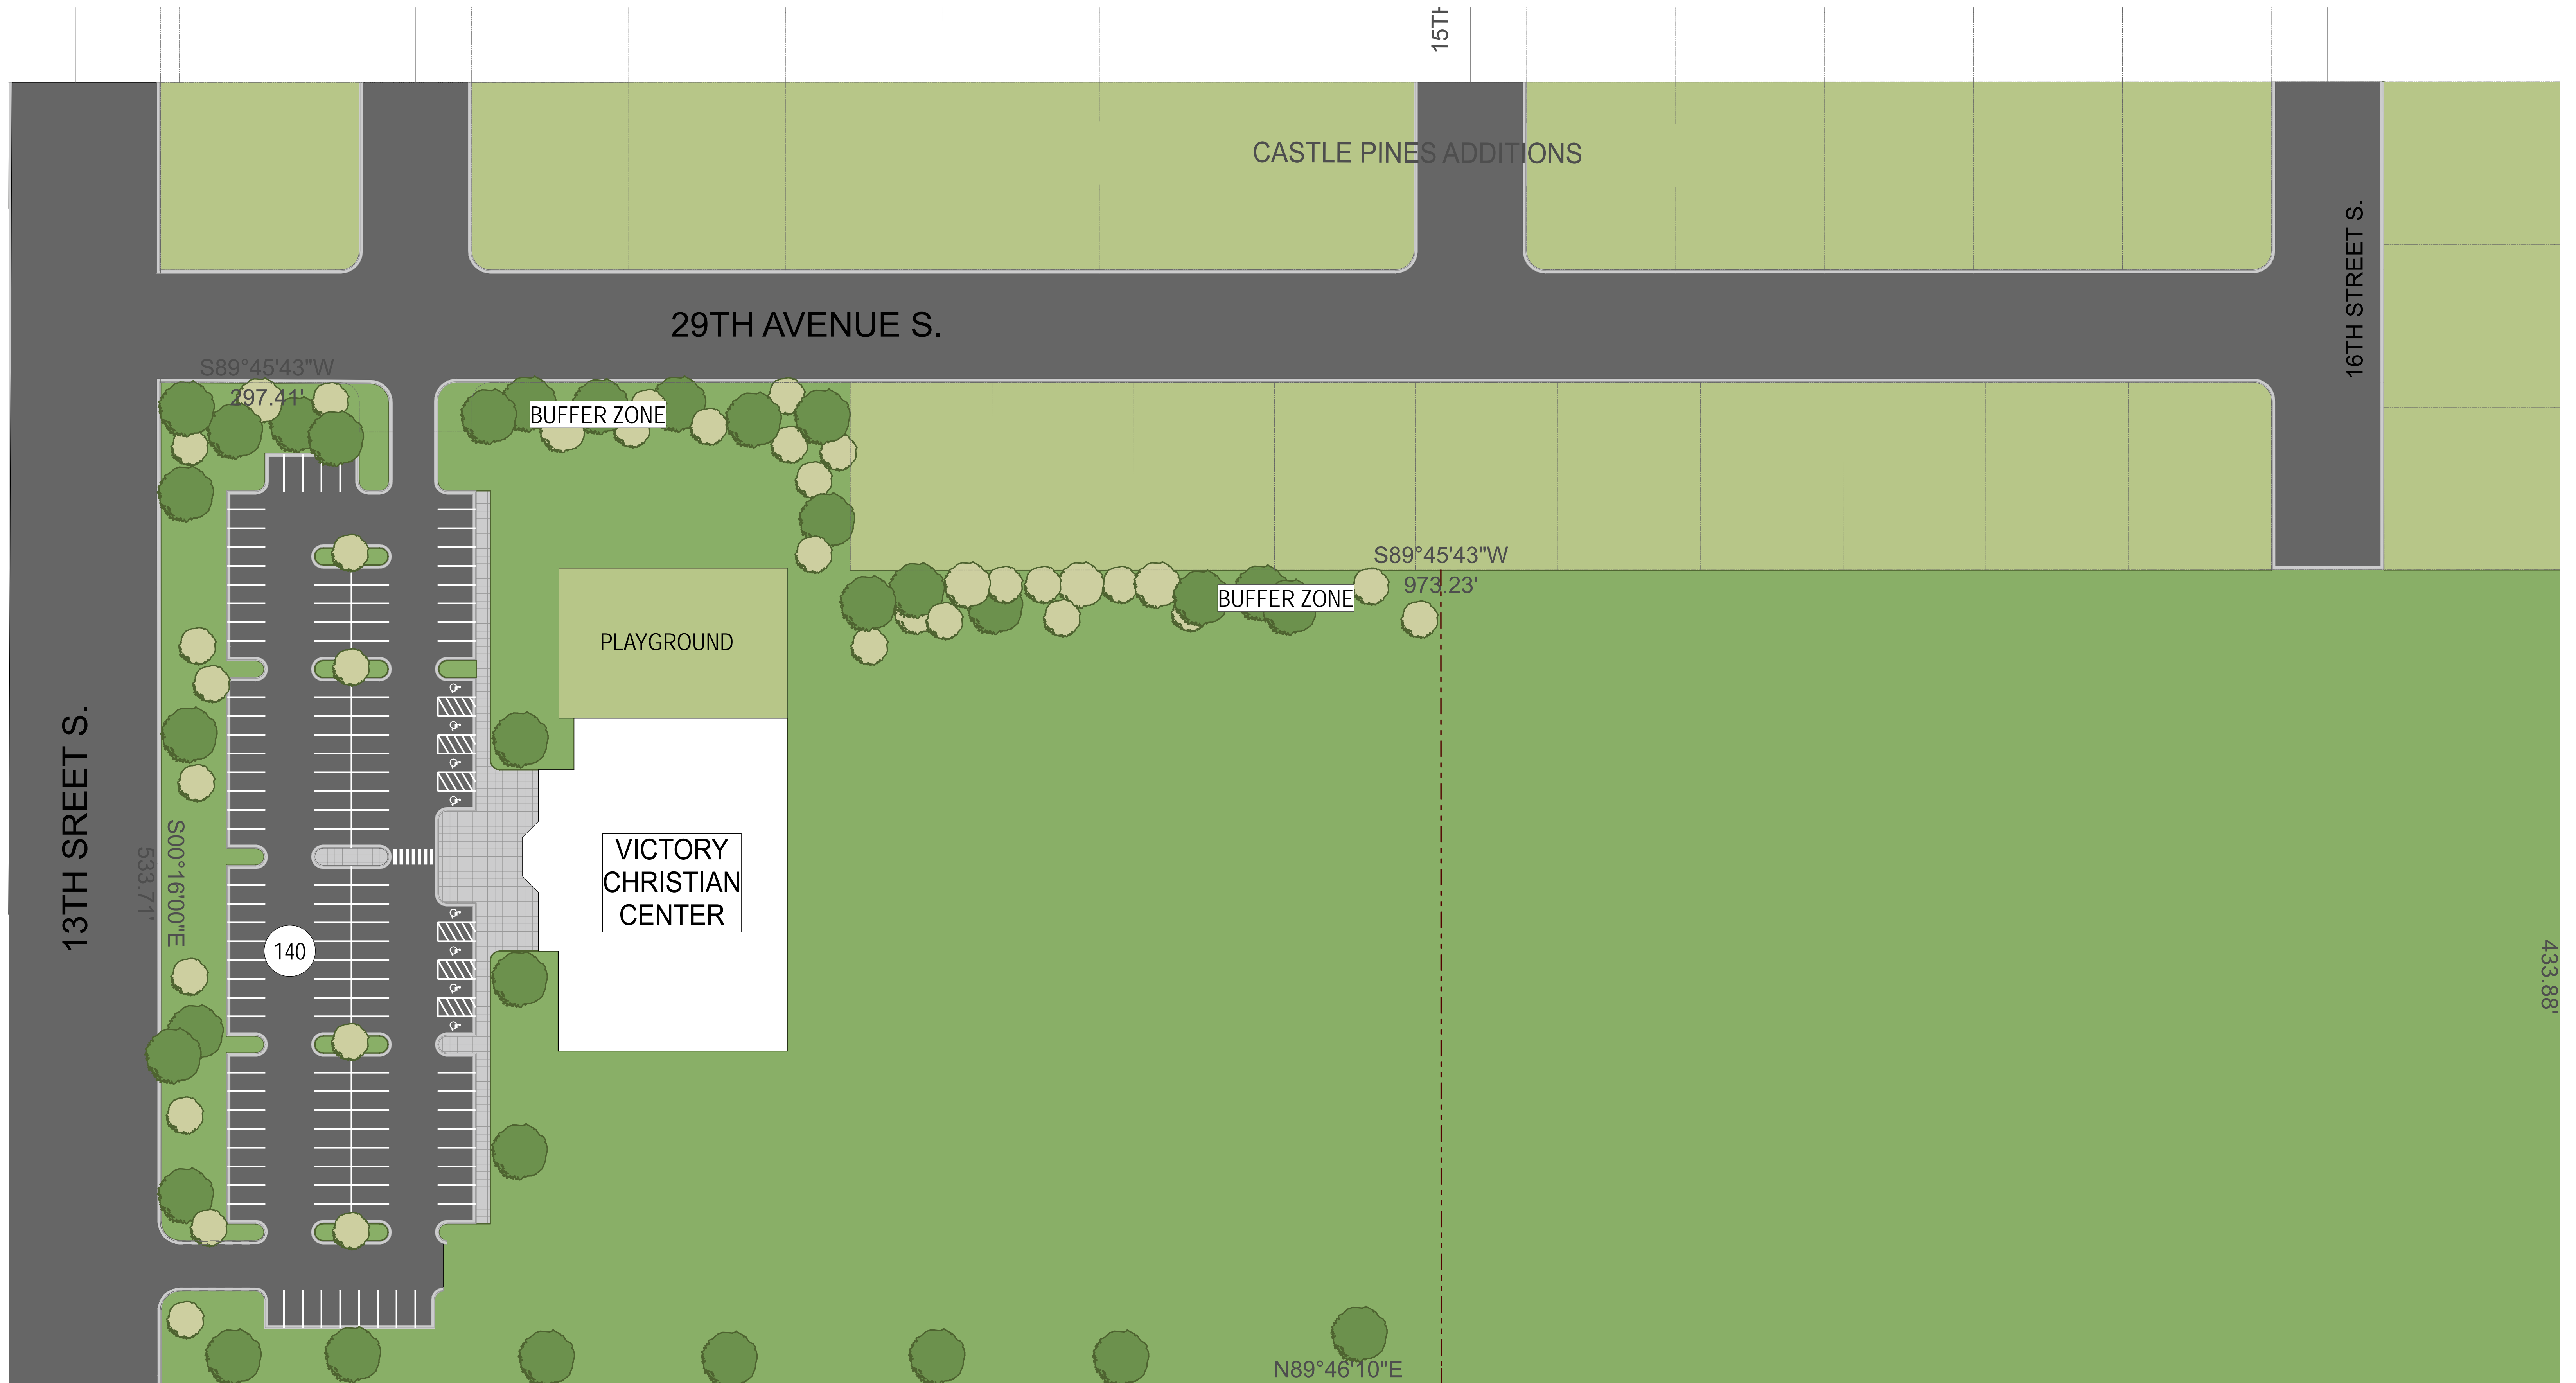 15TH
CASTLE PINES ADDITIONS
16TH STREET S.
29TH AVENUE S.
S89°45'43"W
297.41'
BUFFER ZONE
S89°45'43"W
973.23'
BUFFER ZONE
PLAYGROUND
13TH SREET S.
S00°16'00"E
533.71'
VICTORY
CHRISTIAN
CENTER
140
433.88'
N89°46'10"E